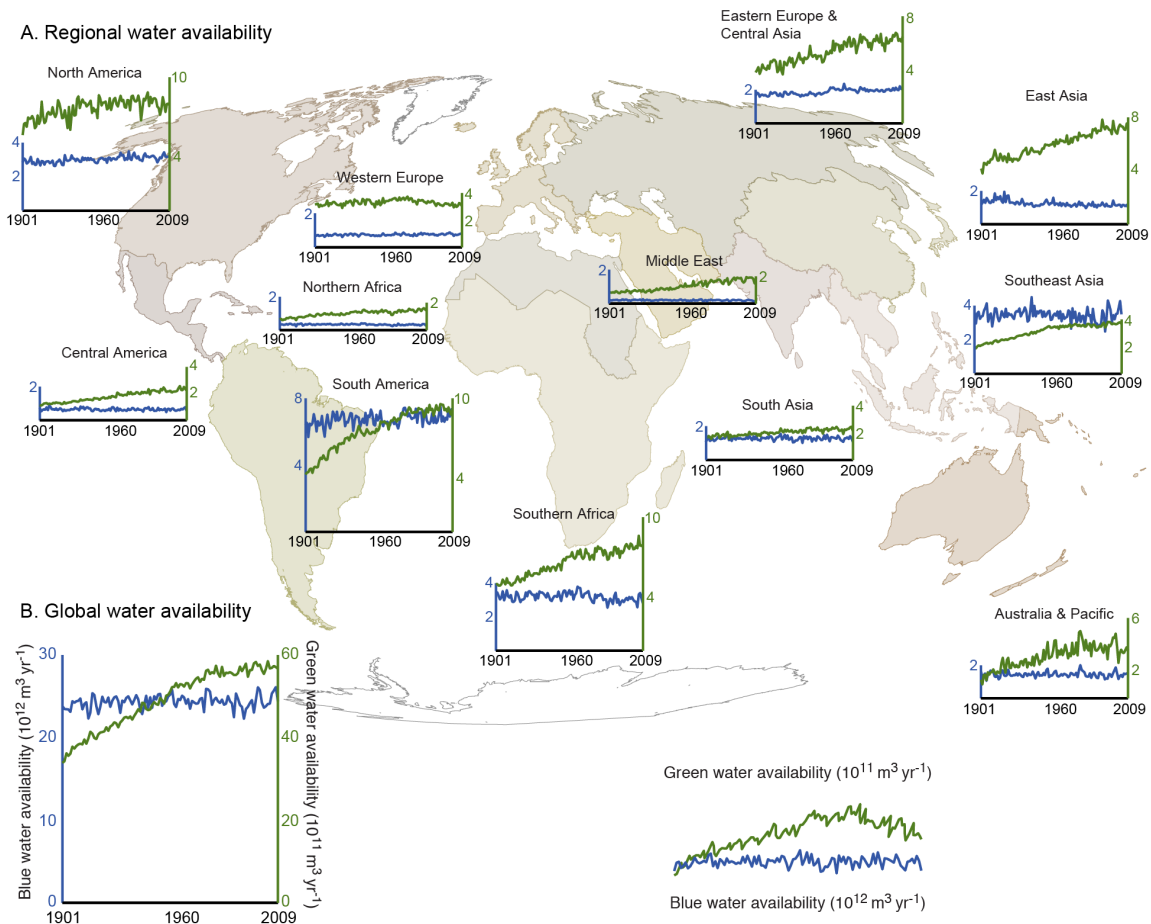 A. Regional water availability
North America
10
4
4
2
1901 1960 2009
Western Europe
4
2
2
1901 1960 2009
Eastern Europe &
Central Asia
8
4
2
1901 1960 2009
East Asia
8
4
2
1901 1960 2009
Middle East
2
2
1901 1960 2009
Northern Africa
2
2
1901 1960 2009
Southeast Asia
4
4
2
2
1901 1960 2009
Central America
4
2
2
1901 1960 2009
South America
8
10
4
4
1901 1960 2009
South Asia
4
2
2
1901 1960 2009
Southern Africa
10
4
4
2
1901 1960 2009
Australia & Pacific
6
2
2
1901 1960 2009
B. Global water availability
Blue water availability (10¹² m³ yr⁻¹)
30
20
10
0
Green water availability (10¹¹ m³ yr⁻¹)
60
40
20
0
1901 1960 2009
Green water availability (10¹¹ m³ yr⁻¹)
Blue water availability (10¹² m³ yr⁻¹)